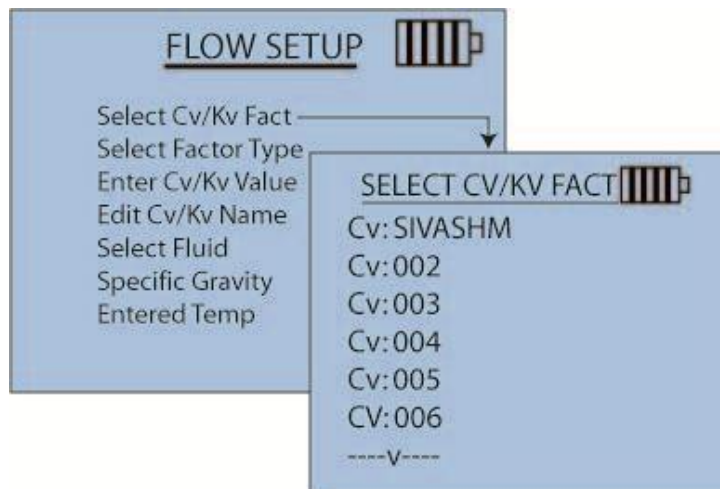 FLOW SETUP
Select Cv/Kv Fact
Select Factor Type
Enter Cv/Kv Value
Edit Cv/Kv Name
Select Fluid
Specific Gravity
Entered Temp
SELECT CV/KV FACT
Cv: SIVASHM
Cv: 002
Cv: 003
Cv: 004
Cv: 005
CV: 006
----v----